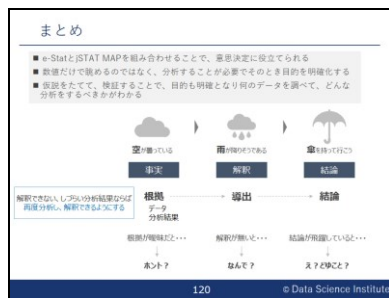 まとめ
■ e-StatとjSTAT MAPを組み合わせることで、意思決定に役立てられる
■ 数値だけで眺めるのではなく、分析することが必要でそのとき目的を明確化する
■ 仮説をたてて、検証することで、目的も明確となり何のデータを調べて、どんな
分析をするべきかがわかる
空が曇っている
雨が降りそうである
傘を持って行こう
事実
解釈
結論
解釈できない、しづらい分析結果ならば
再度分析し、解釈できるようにする
根拠
導出
結論
データ
分析結果
根拠が曖昧だと・・・
解釈が無いと・・・
結論が飛躍していると・・・
ホント？
なんで？
え？どゆこと？
120
© Data Science Institute